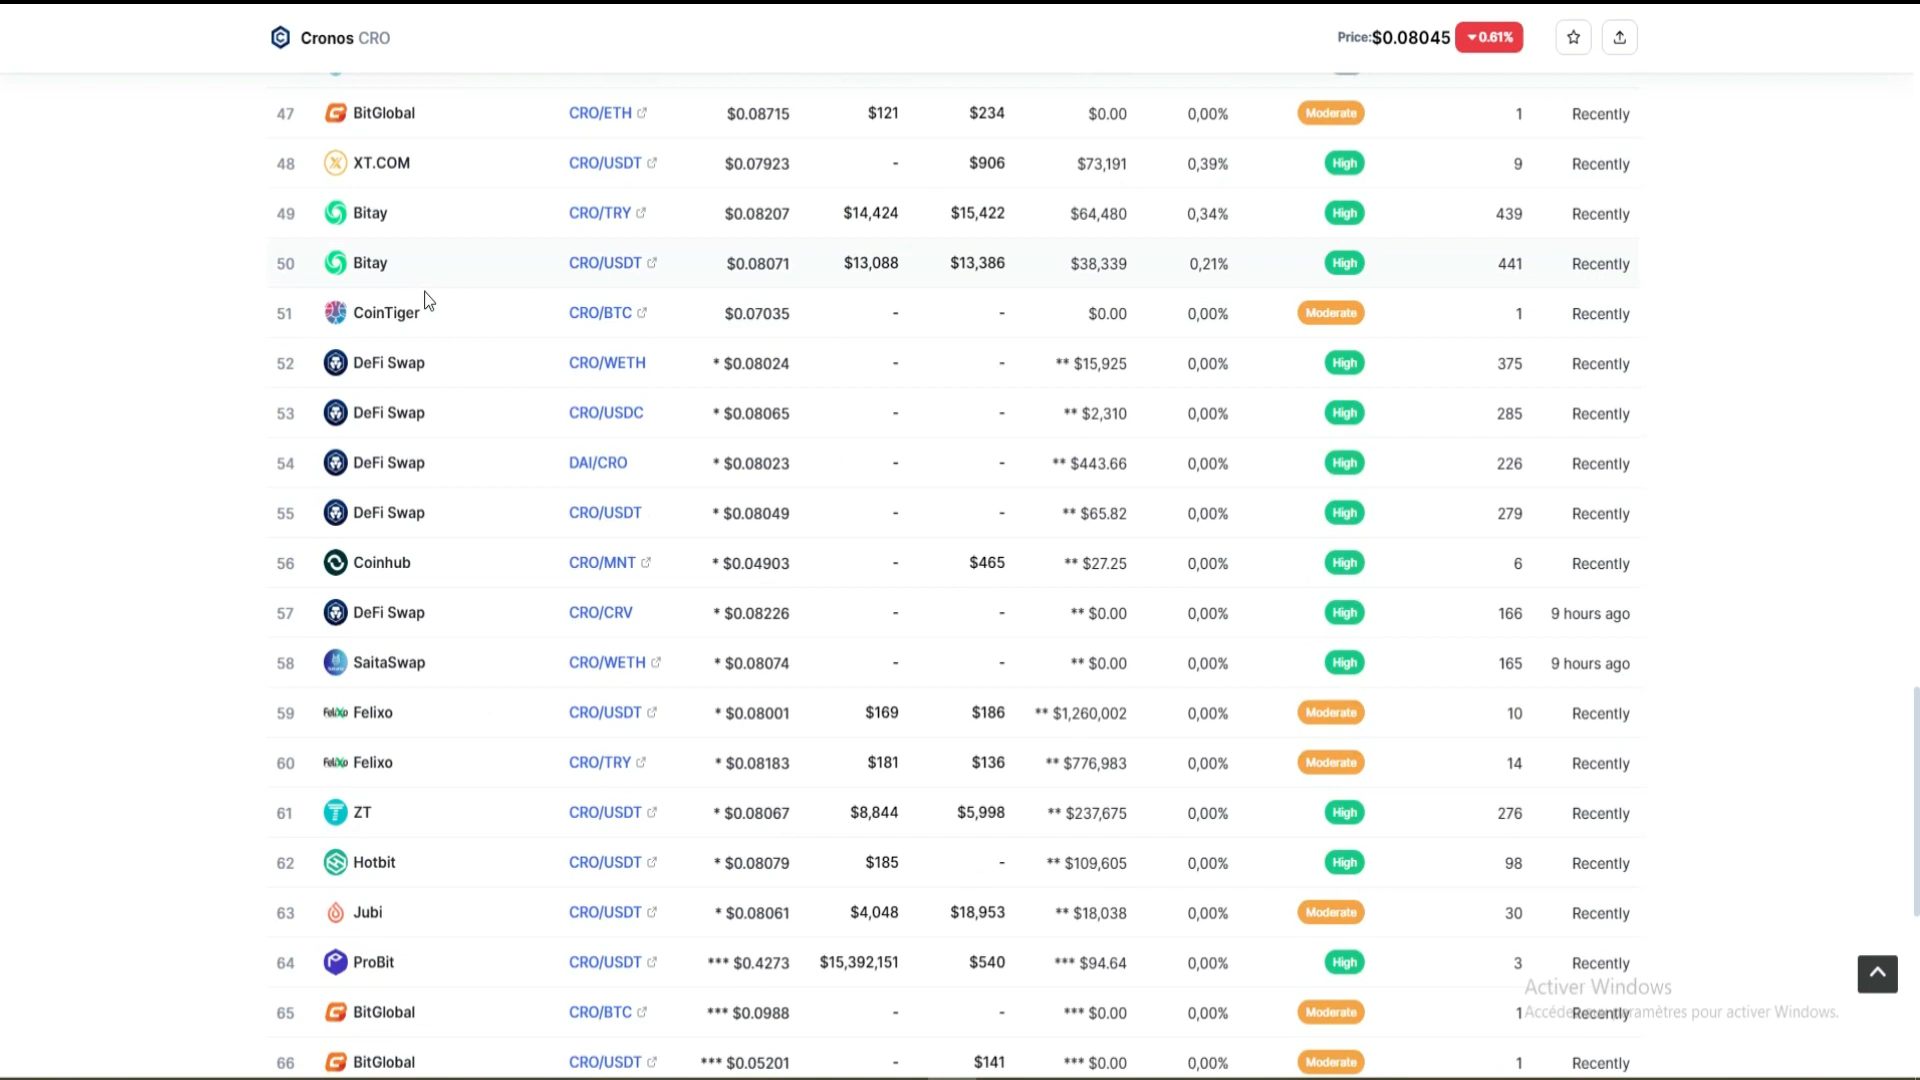 Cronos CRO Price:$0.08045 0.61%
47 BitGlobal CRO/ETH $0.08715 $121 $234 $0.00 0,00% Moderate 1 Recently
48 XT.COM CRO/USDT $0.07923 - $906 $73,191 0,39% High 9 Recently
49 Bitay CRO/TRY $0.08207 $14,424 $15,422 $64,480 0,34% High 439 Recently
50 Bitay CRO/USDT $0.08071 $13,088 $13,386 $38,339 0,21% High 441 Recently
51 CoinTiger CRO/BTC $0.07035 - - $0.00 0,00% Moderate 1 Recently
52 DeFi Swap CRO/WETH * $0.08024 - - ** $15,925 0,00% High 375 Recently
53 DeFi Swap CRO/USDC * $0.08065 - - ** $2,310 0,00% High 285 Recently
54 DeFi Swap DAI/CRO * $0.08023 - - ** $443.66 0,00% High 226 Recently
55 DeFi Swap CRO/USDT * $0.08049 - - ** $65.82 0,00% High 279 Recently
56 Coinhub CRO/MNT * $0.04903 - $465 ** $27.25 0,00% High 6 Recently
57 DeFi Swap CRO/CRV * $0.08226 - - ** $0.00 0,00% High 166 9 hours ago
58 SaitaSwap CRO/WETH * $0.08074 - - ** $0.00 0,00% High 165 9 hours ago
59 Felixo Felixo CRO/USDT * $0.08001 $169 $186 ** $1,260,002 0,00% Moderate 10 Recently
60 Felixo Felixo CRO/TRY * $0.08183 $181 $136 ** $776,983 0,00% Moderate 14 Recently
61 ZT CRO/USDT * $0.08067 $8,844 $5,998 ** $237,675 0,00% High 276 Recently
62 Hotbit CRO/USDT * $0.08079 $185 - ** $109,605 0,00% High 98 Recently
63 Jubi CRO/USDT * $0.08061 $4,048 $18,953 ** $18,038 0,00% Moderate 30 Recently
64 ProBit CRO/USDT *** $0.4273 $15,392,151 $540 *** $94.64 0,00% High 3 Recently
Activer Windows
65 BitGlobal CRO/BTC *** $0.0988 - - *** $0.00 0,00% Moderate 1 Recently
paramètres pour activer Windows.
66 BitGlobal CRO/USDT *** $0.05201 - $141 *** $0.00 0,00% Moderate 1 Recently